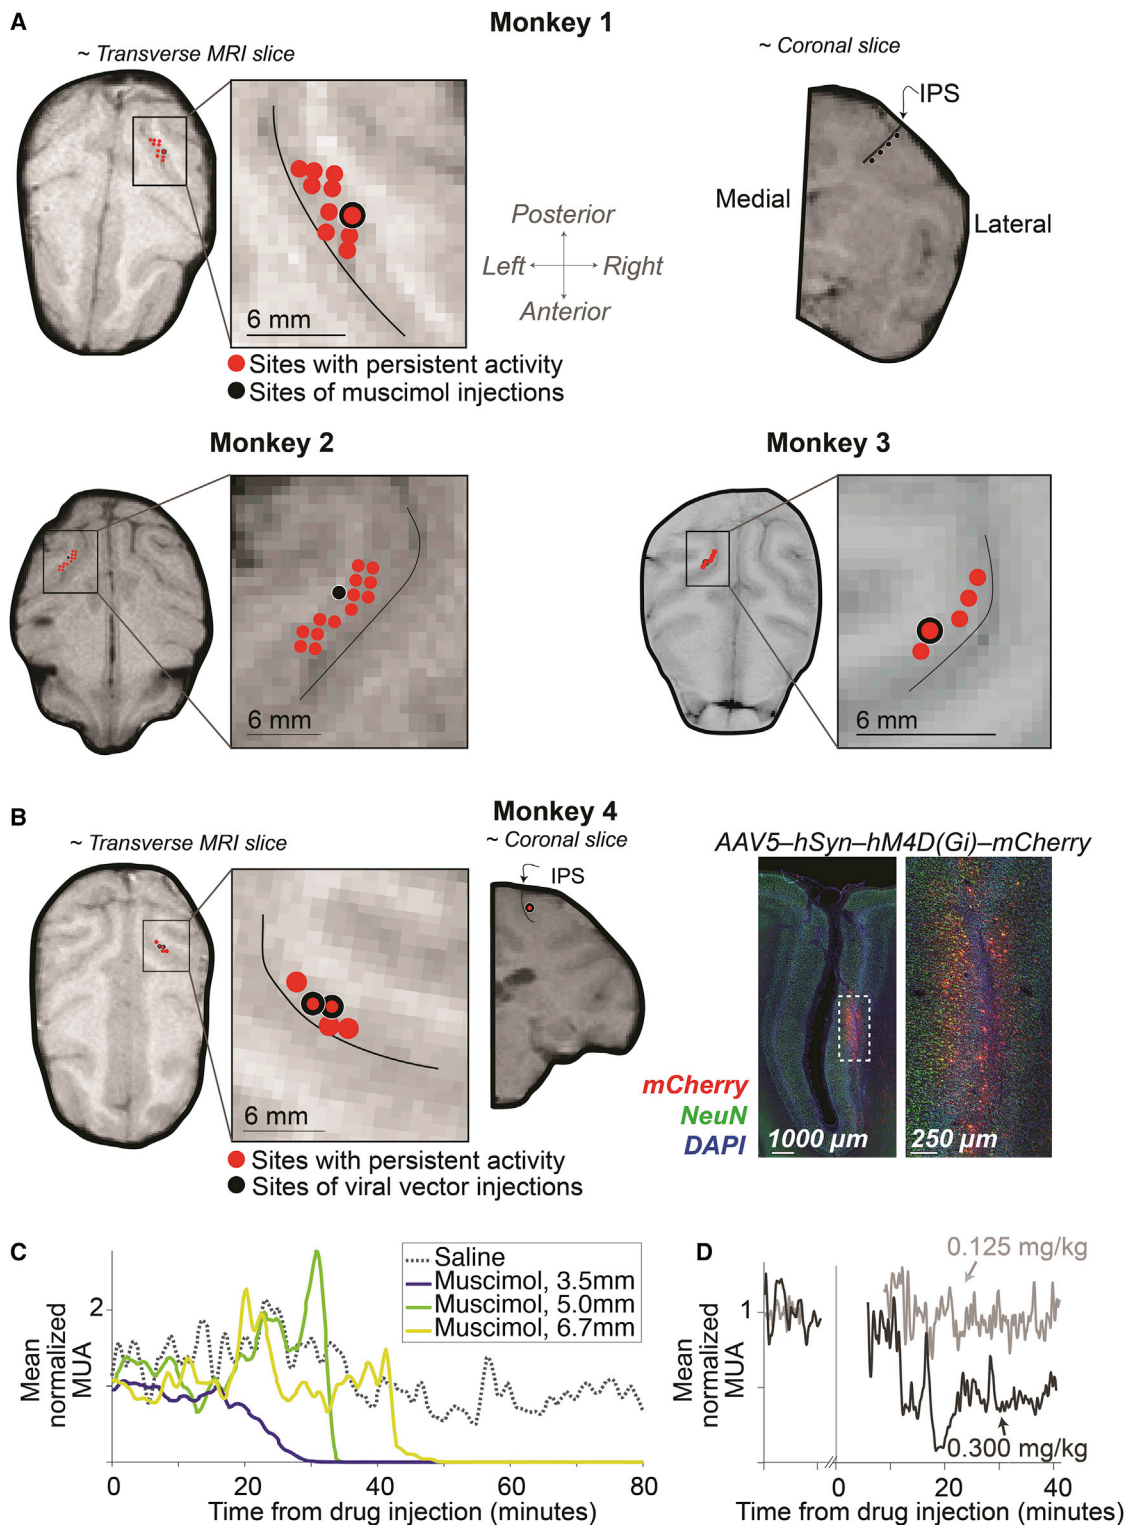 A
Monkey 1
~ Transverse MRI slice
~ Coronal slice
IPS
Medial
Lateral
Posterior
Left
Right
Anterior
6 mm
Sites with persistent activity
Sites of muscimol injections
Monkey 2
Monkey 3
6 mm
6 mm
B
Monkey 4
~ Transverse MRI slice
~ Coronal slice
IPS
AAV5–hSyn–hM4D(Gi)–mCherry
6 mm
mCherry
NeuN
DAPI
1000 µm
250 µm
Sites with persistent activity
Sites of viral vector injections
C
Saline
Muscimol, 3.5mm
Muscimol, 5.0mm
Muscimol, 6.7mm
2
Mean
normalized
MUA
0
20
40
60
80
Time from drug injection (minutes)
D
0.125 mg/kg
1
Mean
normalized
MUA
0.300 mg/kg
0
20
40
Time from drug injection (minutes)